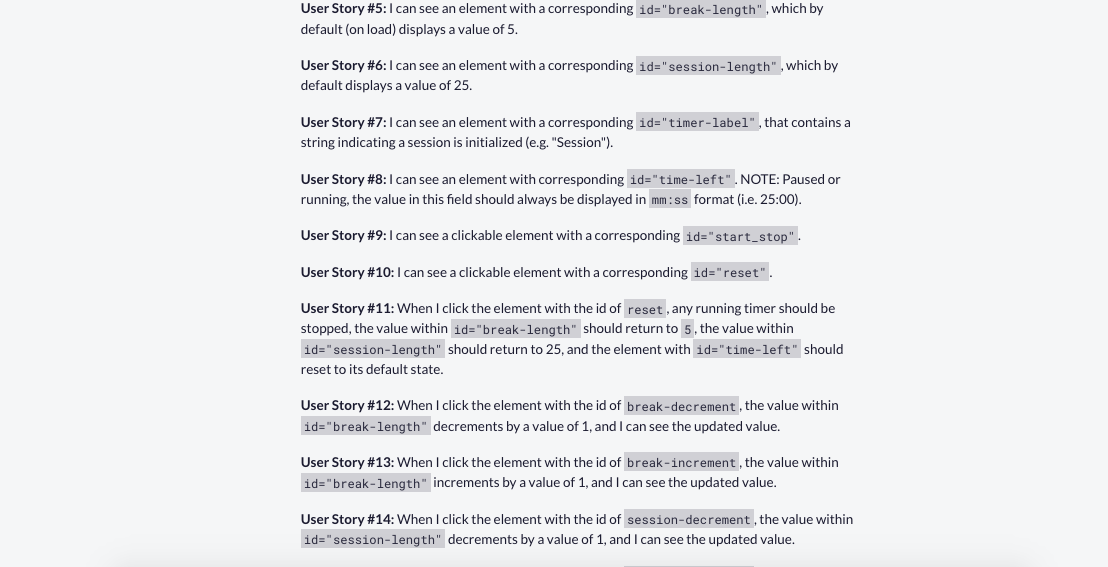 User Story #5: I can see an element with a corresponding id="break-length", which by
default (on load) displays a value of 5.
User Story #6: I can see an element with a corresponding id="session-length", which by
default displays a value of 25.
User Story #7: I can see an element with a corresponding id="timer-label", that contains a
string indicating a session is initialized (e.g. "Session").
User Story #8: I can see an element with corresponding id="time-left". NOTE: Paused or
running, the value in this field should always be displayed in mm:ss format (i.e. 25:00).
User Story #9: I can see a clickable element with a corresponding id="start_stop".
User Story #10: I can see a clickable element with a corresponding id="reset".
User Story #11: When I click the element with the id of reset, any running timer should be
stopped, the value within id="break-length" should return to 5, the value within
id="session-length" should return to 25, and the element with id="time-left" should
reset to its default state.
User Story #12: When I click the element with the id of break-decrement, the value within
id="break-length" decrements by a value of 1, and I can see the updated value.
User Story #13: When I click the element with the id of break-increment, the value within
id="break-length" increments by a value of 1, and I can see the updated value.
User Story #14: When I click the element with the id of session-decrement, the value within
id="session-length" decrements by a value of 1, and I can see the updated value.